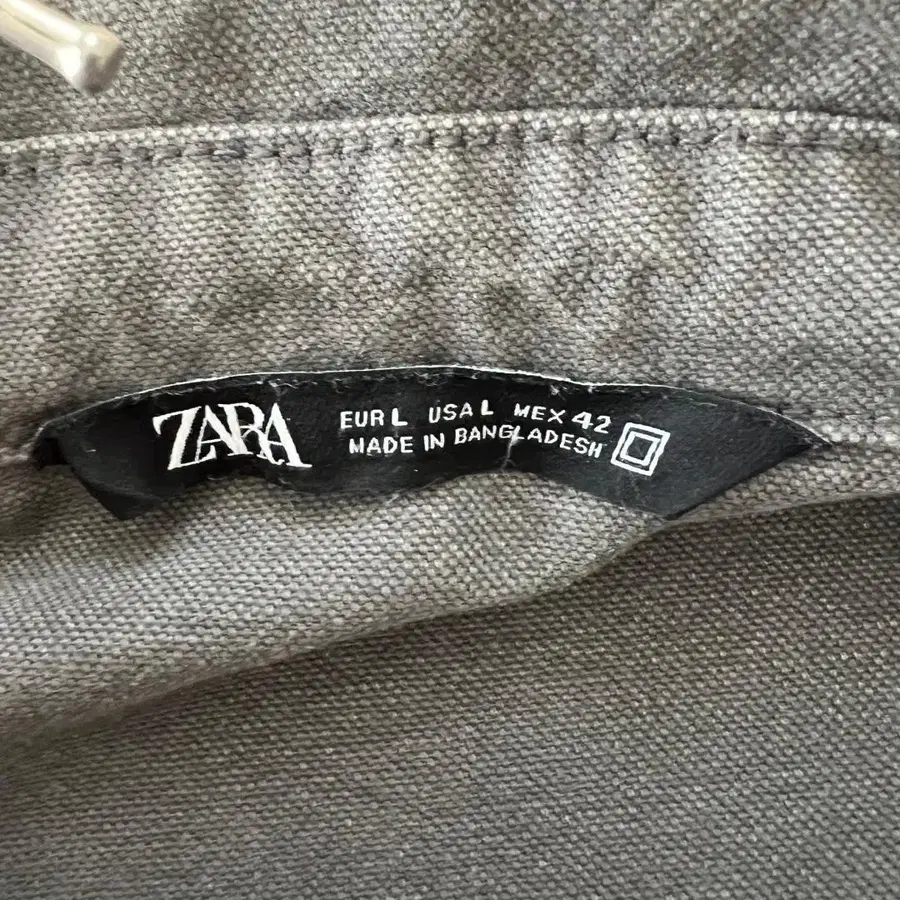 ZARA
EUR L USA L MEX 42
MADE IN BANGLADESH